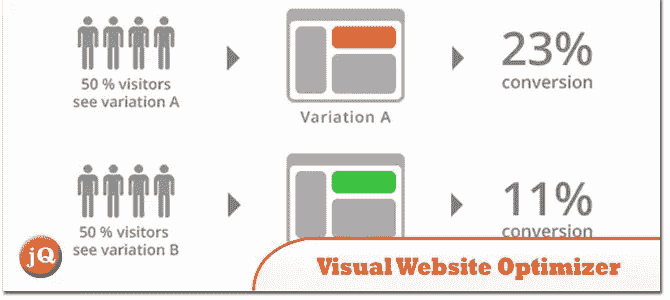 50 % visitors
see variation A
Variation A
23%
conversion
50 % visitors
see variation B
11%
conversion
jQ
Visual Website Optimizer